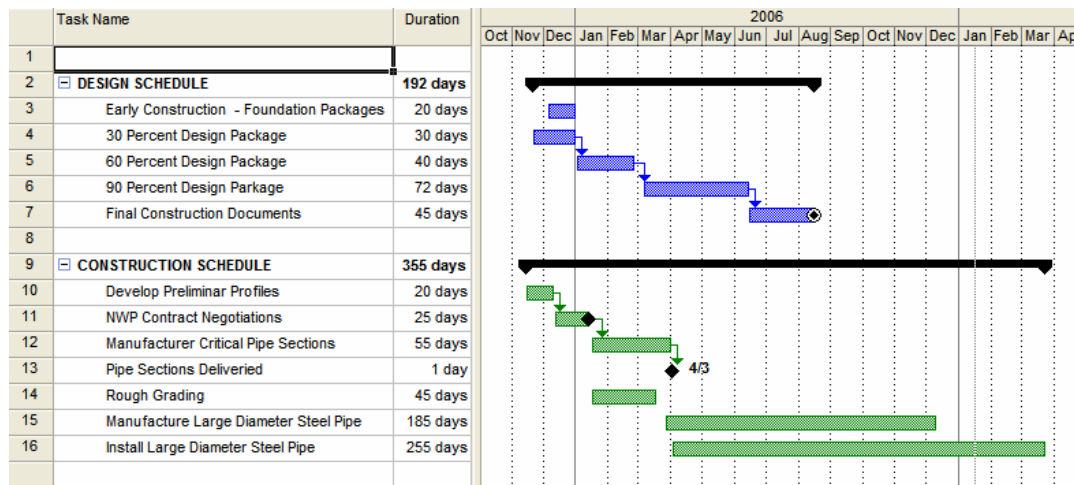 Task Name Duration 2006
Oct Nov Dec Jan Feb Mar Apr May Jun Jul Aug Sep Oct Nov Dec Jan Feb Mar Ap
1
2 DESIGN SCHEDULE 192 days
3 Early Construction - Foundation Packages 20 days
4 30 Percent Design Package 30 days
5 60 Percent Design Package 40 days
6 90 Percent Design Parkage 72 days
7 Final Construction Documents 45 days
8
9 CONSTRUCTION SCHEDULE 355 days
10 Develop Preliminar Profiles 20 days
11 NWP Contract Negotiations 25 days
12 Manufacturer Critical Pipe Sections 55 days
13 Pipe Sections Deliveried 1 day 4/3
14 Rough Grading 45 days
15 Manufacture Large Diameter Steel Pipe 185 days
16 Install Large Diameter Steel Pipe 255 days